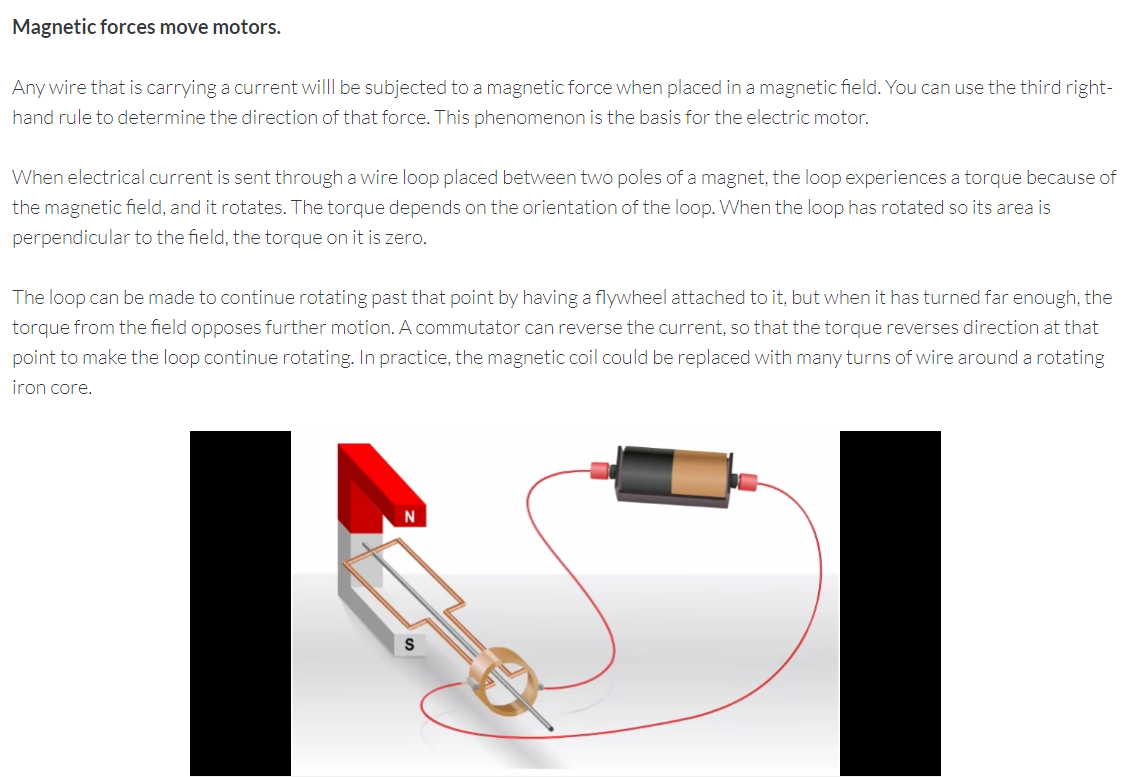 Magnetic forces move motors.
Any wire that is carrying a current willl be subjected to a magnetic force when placed in a magnetic field. You can use the third right-
hand rule to determine the direction of that force. This phenomenon is the basis for the electric motor.
When electrical current is sent through a wire loop placed between two poles of a magnet, the loop experiences a torque because of
the magnetic field, and it rotates. The torque depends on the orientation of the loop. When the loop has rotated so its area is
perpendicular to the field, the torque on it is zero.
The loop can be made to continue rotating past that point by having a flywheel attached to it, but when it has turned far enough, the
torque from the field opposes further motion. A commutator can reverse the current, so that the torque reverses direction at that
point to make the loop continue rotating. In practice, the magnetic coil could be replaced with many turns of wire around a rotating
iron core.
N
S